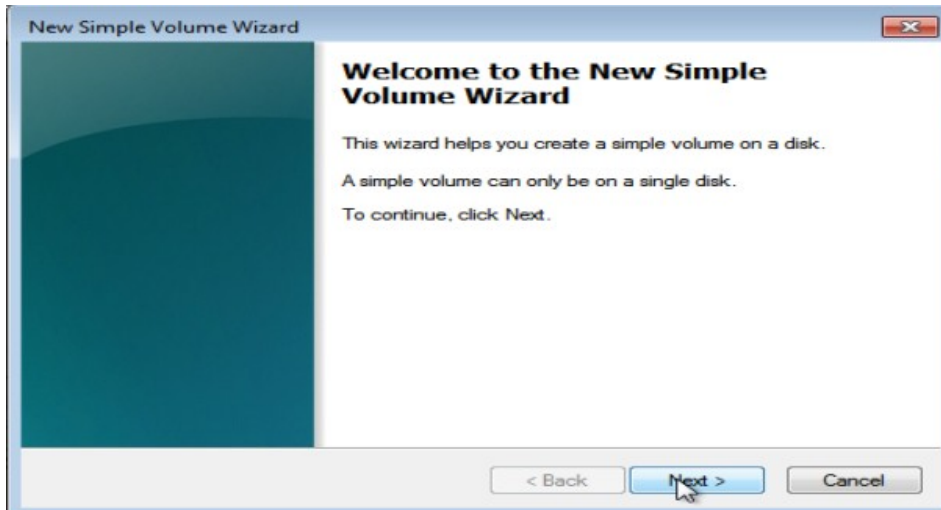 New Simple Volume Wizard
Welcome to the New Simple
Volume Wizard
This wizard helps you create a simple volume on a disk.
A simple volume can only be on a single disk.
To continue, click Next.
< Back Next > Cancel